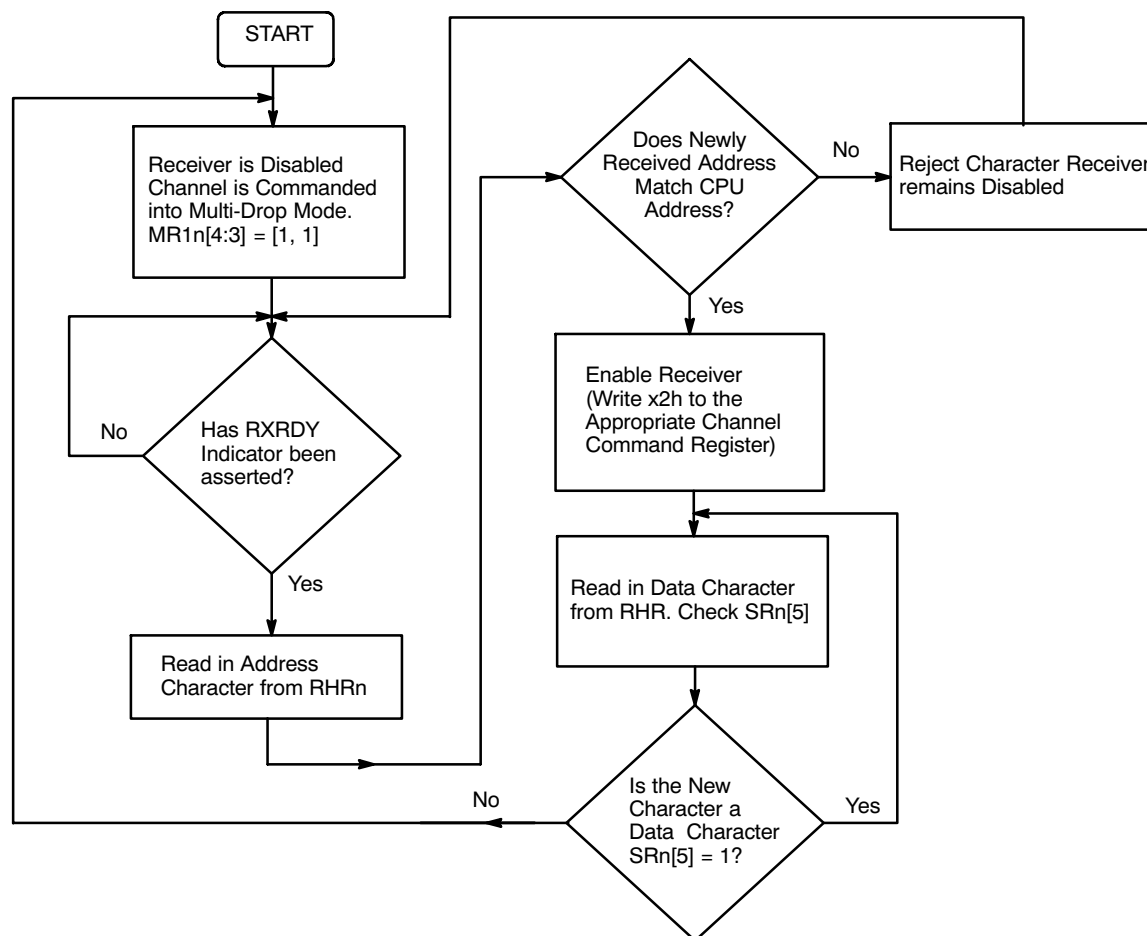 START
Receiver is Disabled
Channel is Commanded
into Multi-Drop Mode.
MR1n[4:3] = [1, 1]
Has RXRDY
Indicator been
asserted?
No
Yes
Read in Address
Character from RHRn
Does Newly
Received Address
Match CPU
Address?
No
Reject Character Receiver
remains Disabled
Yes
Enable Receiver
(Write x2h to the
Appropriate Channel
Command Register)
Read in Data Character
from RHR. Check SRn[5]
Is the New
Character a
Data Character
SRn[5] = 1?
Yes
No